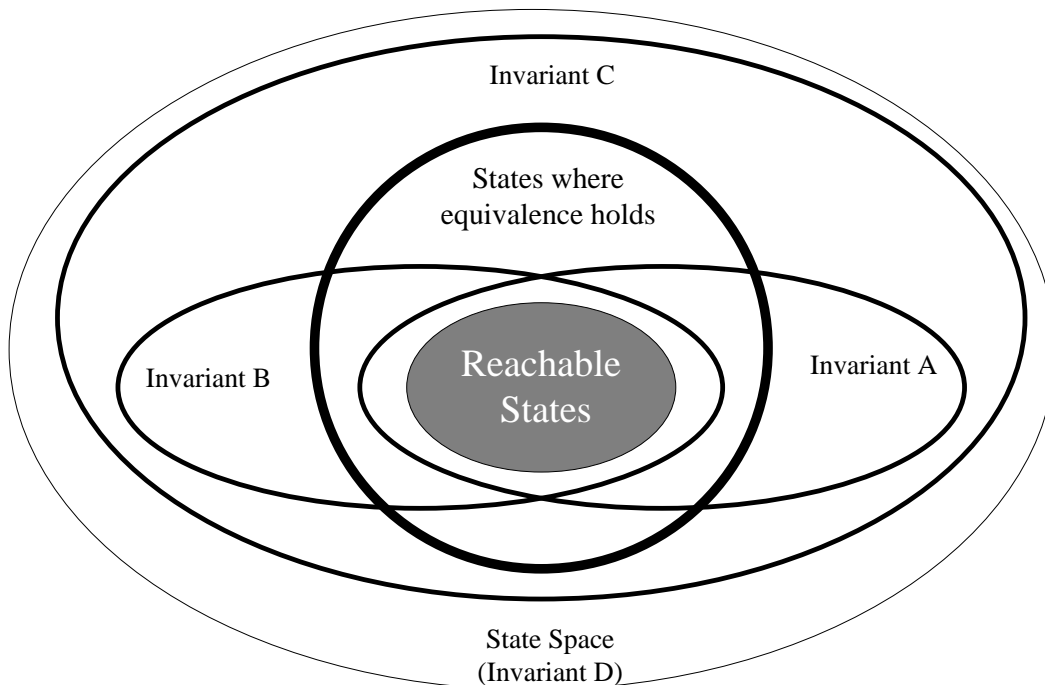 Invariant C
States where
equivalence holds
Invariant B
Reachable
States
Invariant A
State Space
(Invariant D)